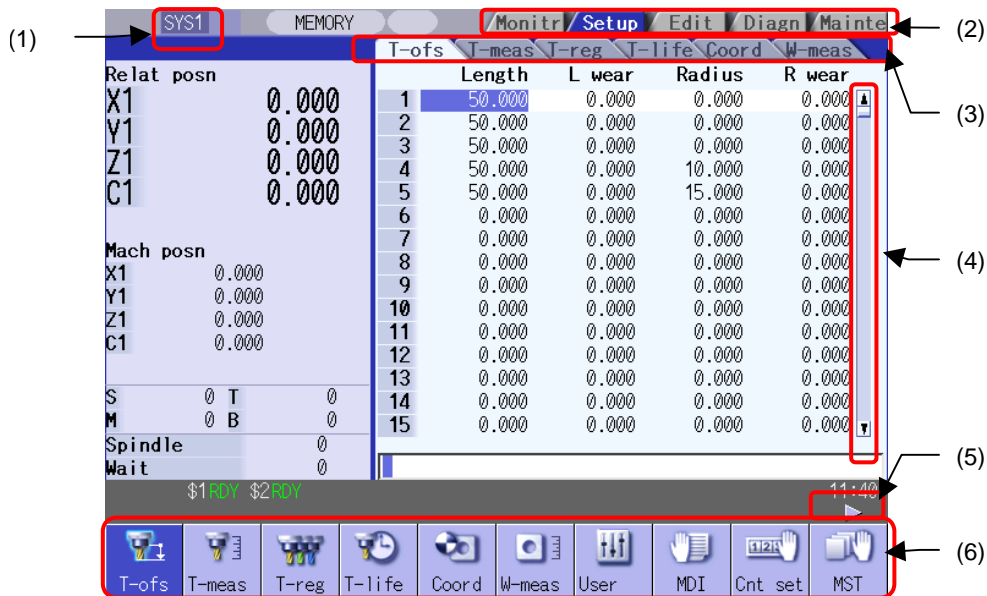 SYS1 MEMORY Monitr Setup Edit Diagn Mainte
(1)
(2)
T-ofs T-meas T-reg T-life Coord W-meas
(3)
Relat posn
X1 0.000
Y1 0.000
Z1 0.000
C1 0.000
Mach posn
X1 0.000
Y1 0.000
Z1 0.000
C1 0.000
S 0 T 0
M 0 B 0
Spindle 0
Wait 0
Length L wear Radius R wear
1 50.000 0.000 0.000 0.000
2 50.000 0.000 0.000 0.000
3 50.000 0.000 0.000 0.000
4 50.000 0.000 10.000 0.000
5 50.000 0.000 15.000 0.000
6 0.000 0.000 0.000 0.000
7 0.000 0.000 0.000 0.000
8 0.000 0.000 0.000 0.000
9 0.000 0.000 0.000 0.000
10 0.000 0.000 0.000 0.000
11 0.000 0.000 0.000 0.000
12 0.000 0.000 0.000 0.000
13 0.000 0.000 0.000 0.000
14 0.000 0.000 0.000 0.000
15 0.000 0.000 0.000 0.000
(4)
(5)
$1 RDY $2 RDY 11:40
T-ofs T-meas T-reg T-life Coord W-meas User MDI Cnt set MST
(6)